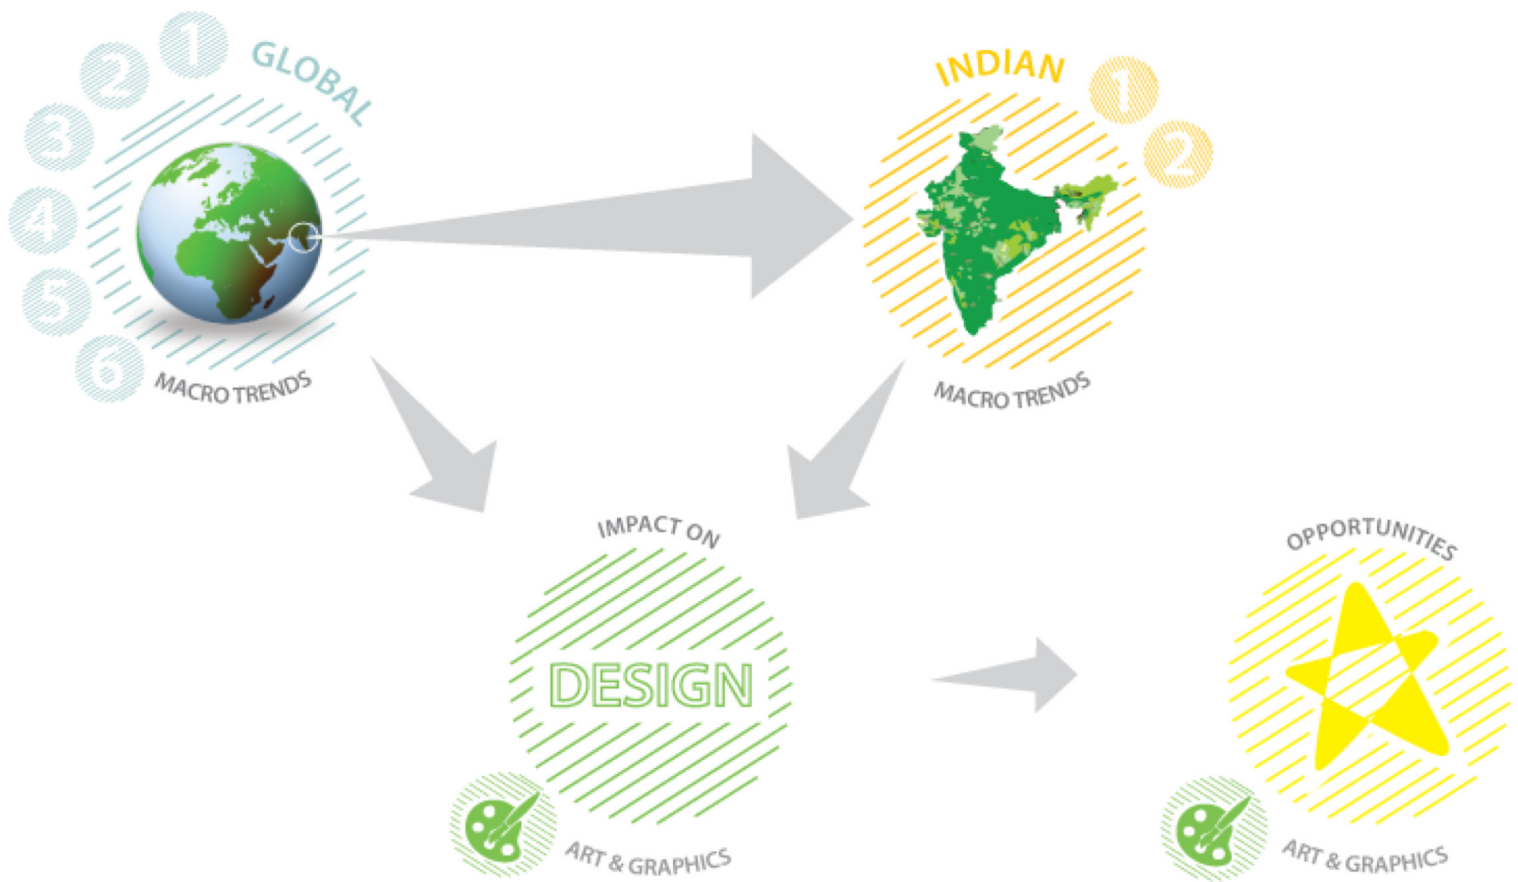 GLOBAL
1
2
3
4
5
6
MACRO TRENDS
INDIAN
1
2
MACRO TRENDS
IMPACT ON
DESIGN
ART & GRAPHICS
OPPORTUNITIES
ART & GRAPHICS